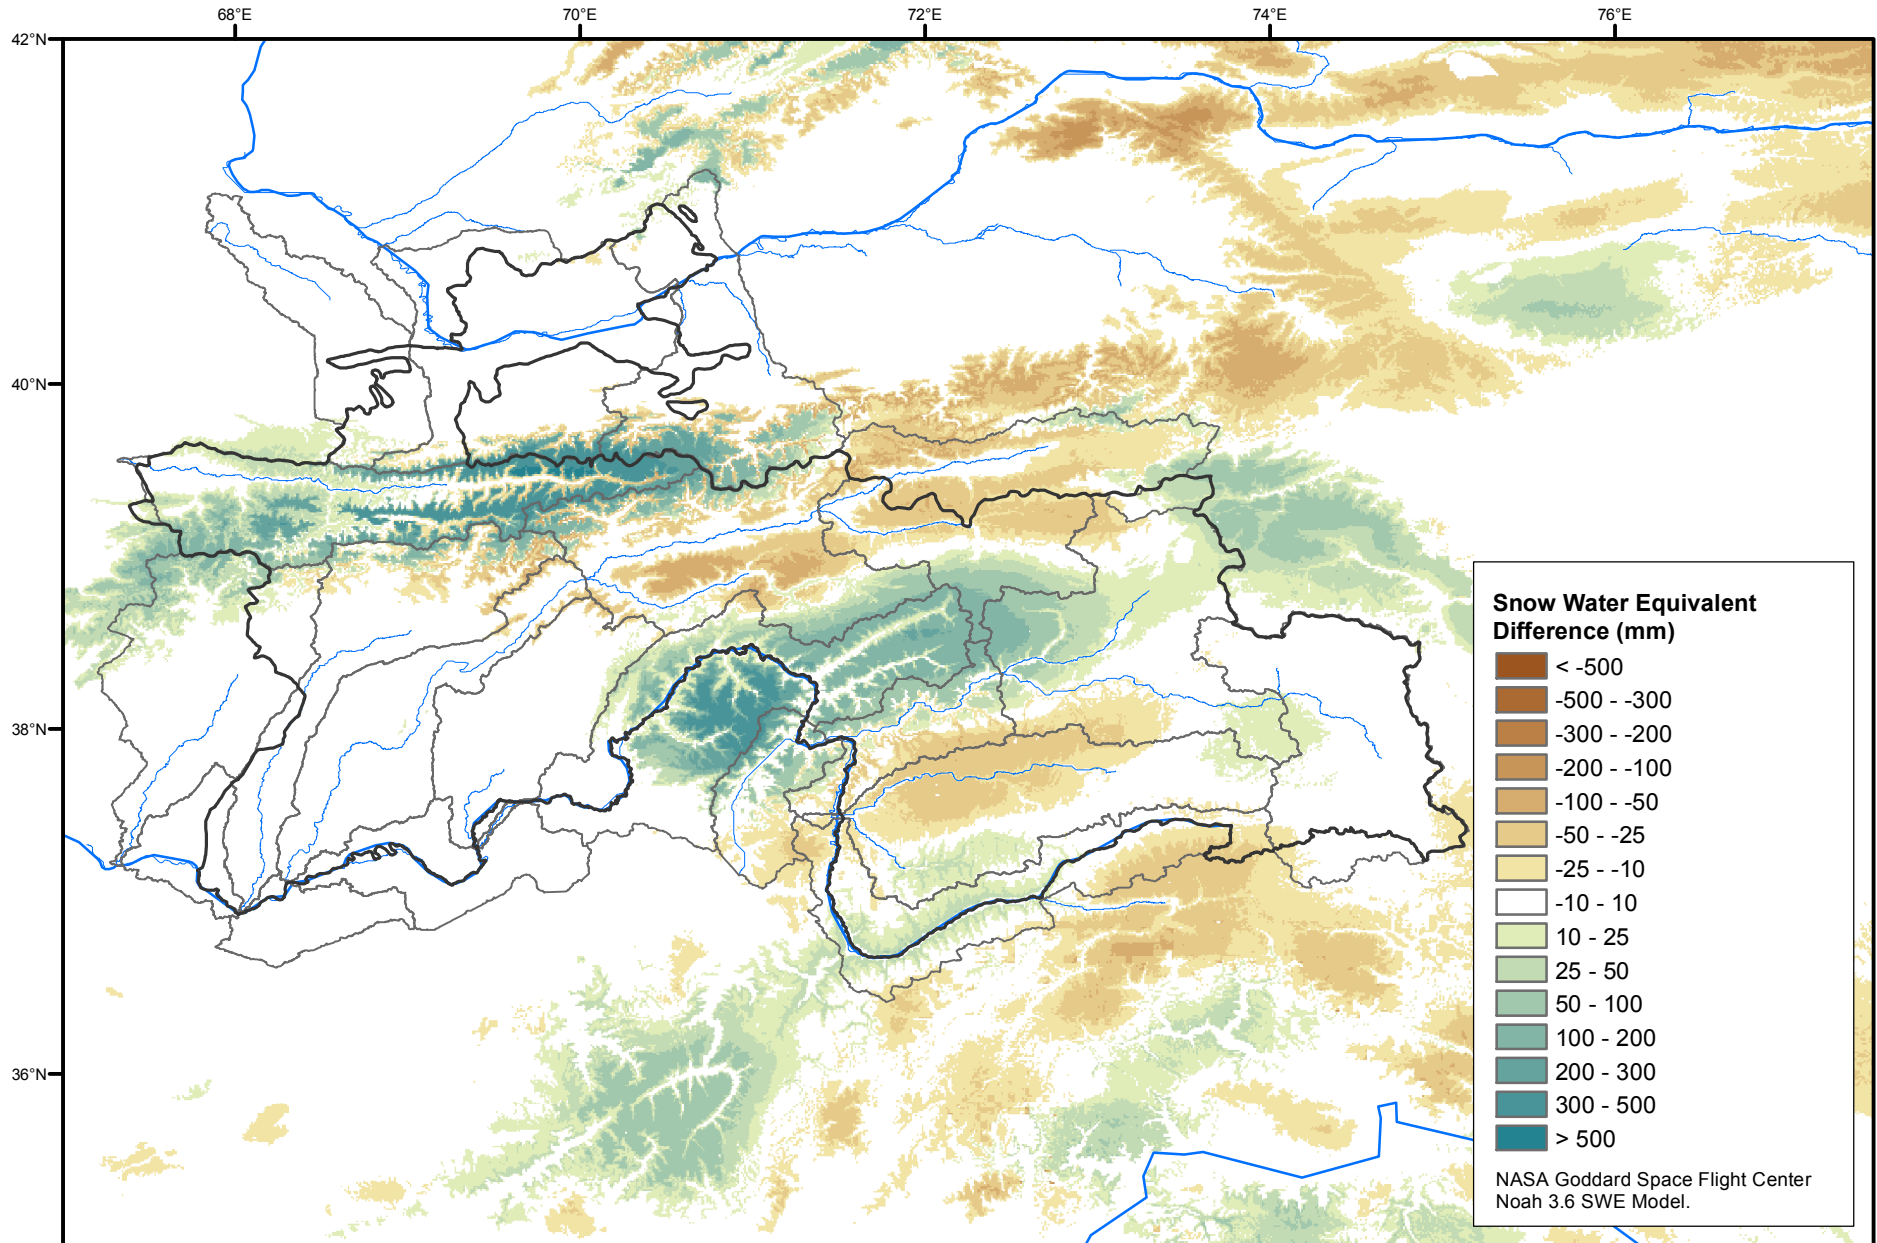 68°E
70°E
72°E
74°E
76°E
42°N
40°N
38°N
36°N
Snow Water Equivalent
Difference (mm)
< -500
-500 - -300
-300 - -200
-200 - -100
-100 - -50
-50 - -25
-25 - -10
-10 - 10
10 - 25
25 - 50
50 - 100
100 - 200
200 - 300
300 - 500
> 500
NASA Goddard Space Flight Center
Noah 3.6 SWE Model.